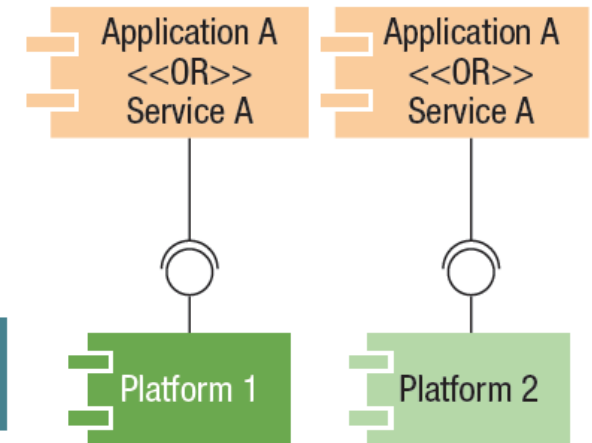 Application A
<<OR>>
Service A
Application A
<<OR>>
Service A
Platform 1
Platform 2